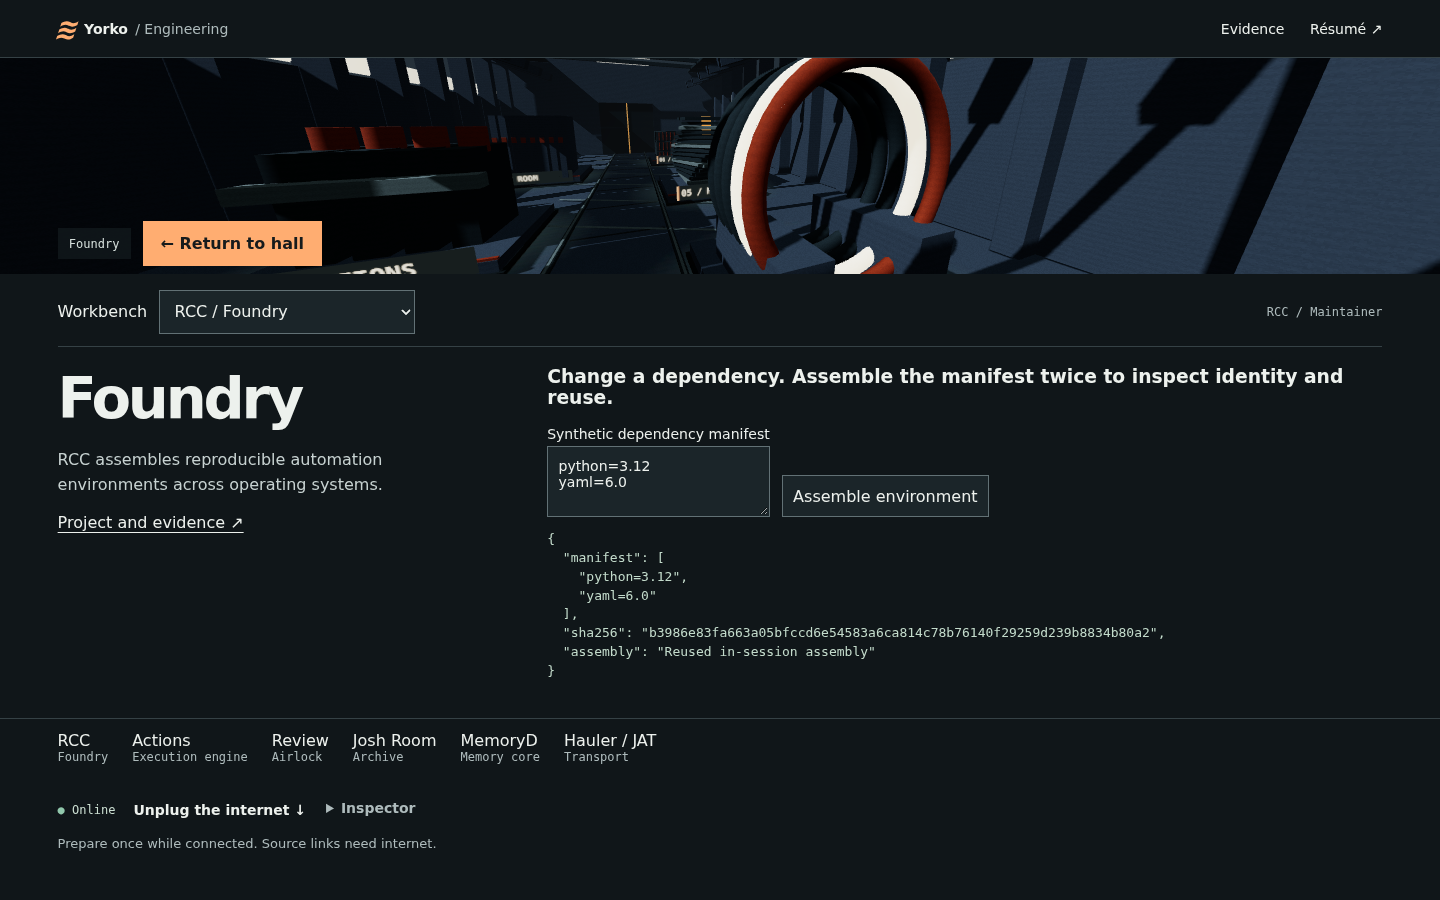 Yorko / Engineering
Evidence
Résumé ↗
ROOM
05 /
Foundry
← Return to hall
Workbench
RCC / Foundry
RCC / Maintainer
Foundry
RCC assembles reproducible automation
environments across operating systems.
Project and evidence ↗
Change a dependency. Assemble the manifest twice to inspect identity and
reuse.
Synthetic dependency manifest
python=3.12
yaml=6.0
Assemble environment
{
"manifest": [
"python=3.12",
"yaml=6.0"
],
"sha256": "b3986e83fa663a05bfccd6e54583a6ca814c78b76140f29259d239b8834b80a2",
"assembly": "Reused in-session assembly"
}
RCC
Foundry
Actions
Execution engine
Review
Airlock
Josh Room
Archive
MemoryD
Memory core
Hauler / JAT
Transport
● Online
Unplug the internet ↓
▶ Inspector
Prepare once while connected. Source links need internet.